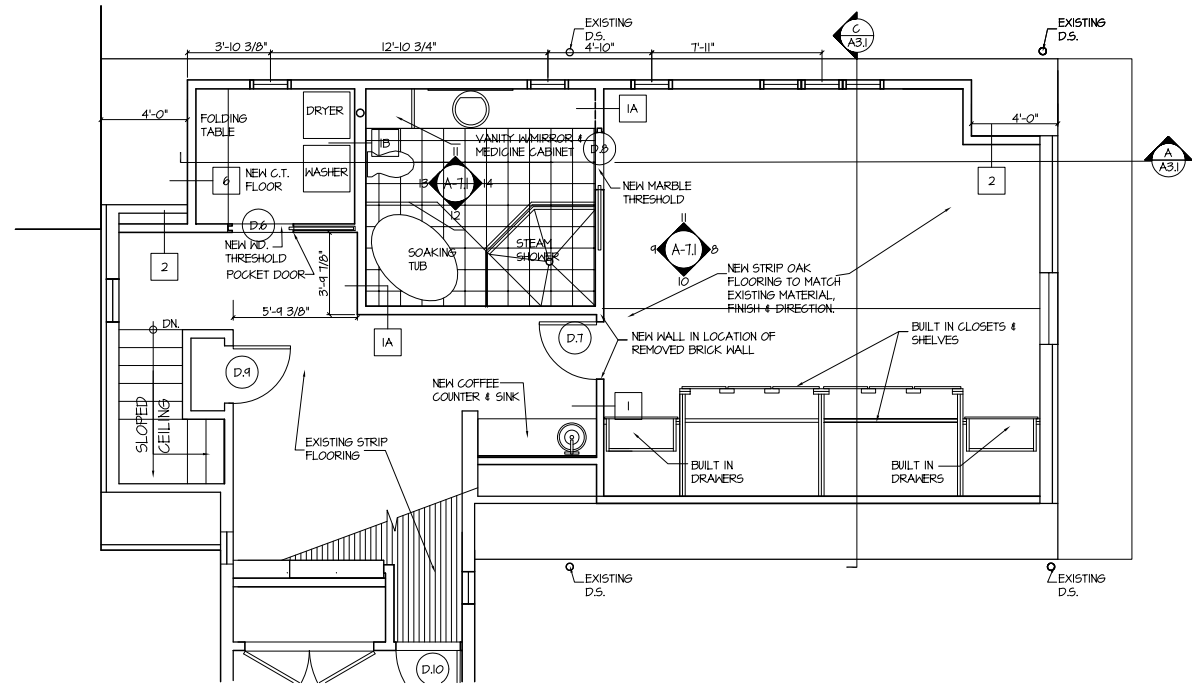 EXISTING
D.S.
C
A3.1
EXISTING
D.S.
3'-10 3/8"
12'-10 3/4"
4'-10"
7'-11"
4'-0"
FOLDING
TABLE
DRYER
1B
VANITY W/MIRROR &
MEDICINE CABINET
1A
D.8
4'-0"
A
A3.1
6
NEW C.T.
FLOOR
WASHER
11
13
A-7.1
14
12
NEW MARBLE
THRESHOLD
2
D.6
NEW WD.
THRESHOLD
POCKET DOOR
2
3'-9 7/8"
SOAKING
TUB
STEAM
SHOWER
11
9
A-7.1
8
10
NEW STRIP OAK
FLOORING TO MATCH
EXISTING MATERIAL,
FINISH & DIRECTION.
5'-9 3/8"
DN.
1A
D.7
NEW WALL IN LOCATION OF
REMOVED BRICK WALL
BUILT IN CLOSETS &
SHELVES
D.9
NEW COFFEE
COUNTER & SINK
1
SLOPED
CEILING
EXISTING STRIP
FLOORING
BUILT IN
DRAWERS
BUILT IN
DRAWERS
EXISTING
D.S.
EXISTING
D.S.
D.10